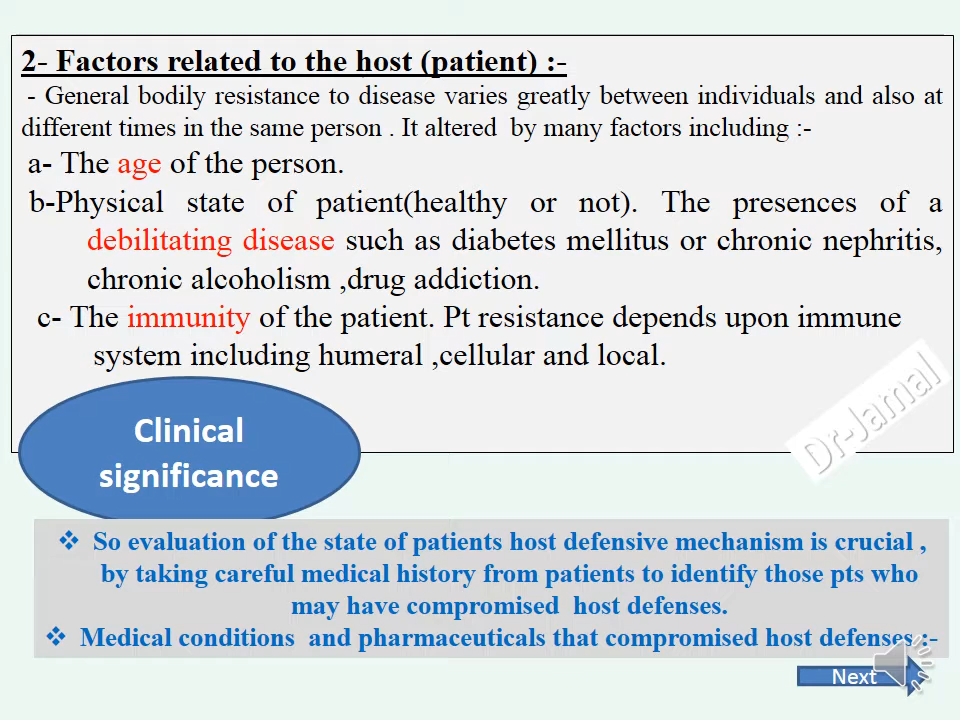 2- Factors related to the host (patient) :-
- General bodily resistance to disease varies greatly between individuals and also at
different times in the same person . It altered by many factors including :-
a- The age of the person.
b-Physical state of patient(healthy or not). The presences of a
debilitating disease such as diabetes mellitus or chronic nephritis,
chronic alcoholism ,drug addiction.
c- The immunity of the patient. Pt resistance depends upon immune
system including humeral ,cellular and local.
Dr-Jamal
Clinical
significance
❖ So evaluation of the state of patients host defensive mechanism is crucial ,
by taking careful medical history from patients to identify those pts who
may have compromised host defenses.
❖ Medical conditions and pharmaceuticals that compromised host defenses :-
Next